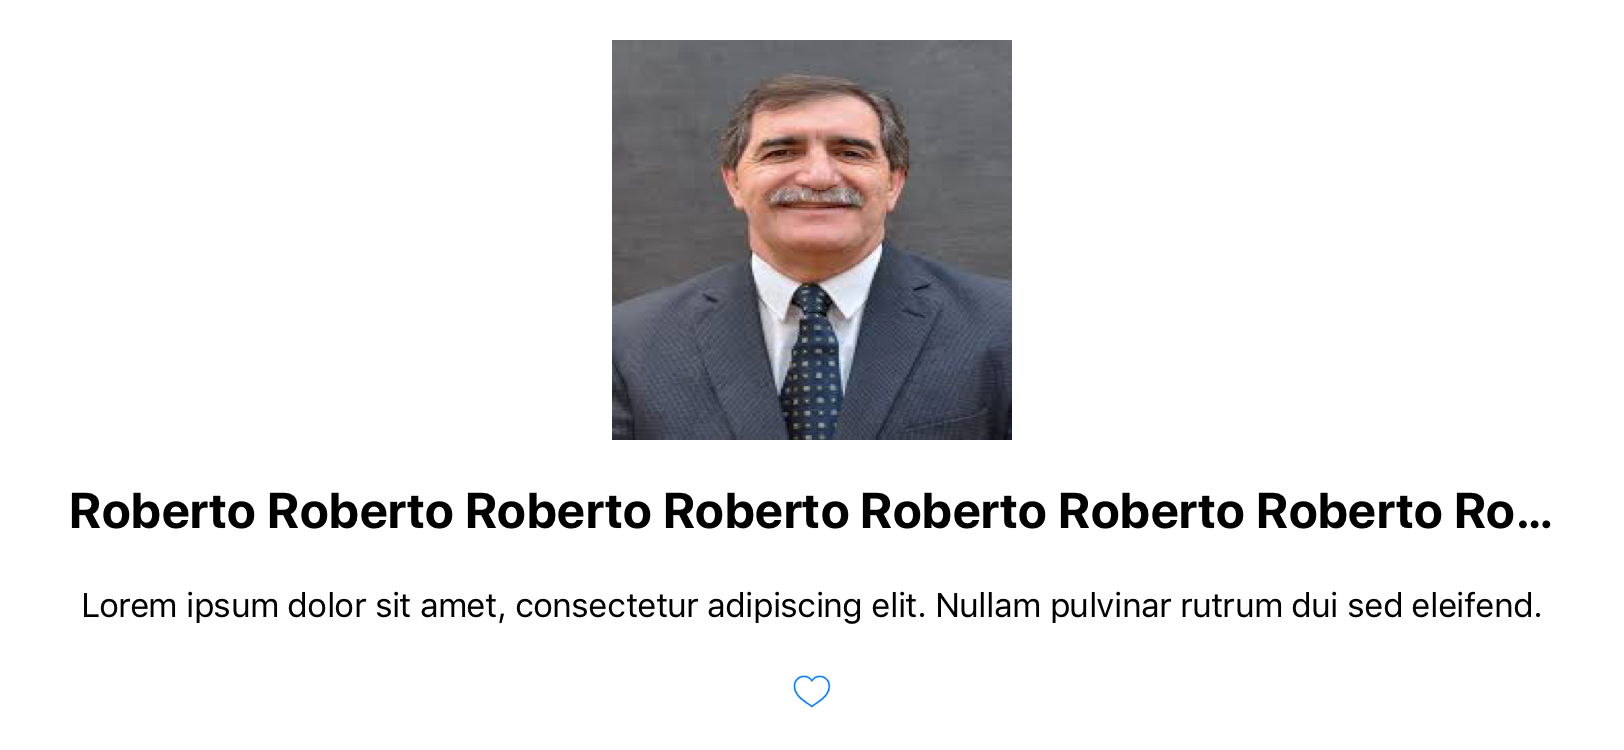 Roberto Roberto Roberto Roberto Roberto Roberto Roberto Ro...
Lorem ipsum dolor sit amet, consectetur adipiscing elit. Nullam pulvinar rutrum dui sed eleifend.